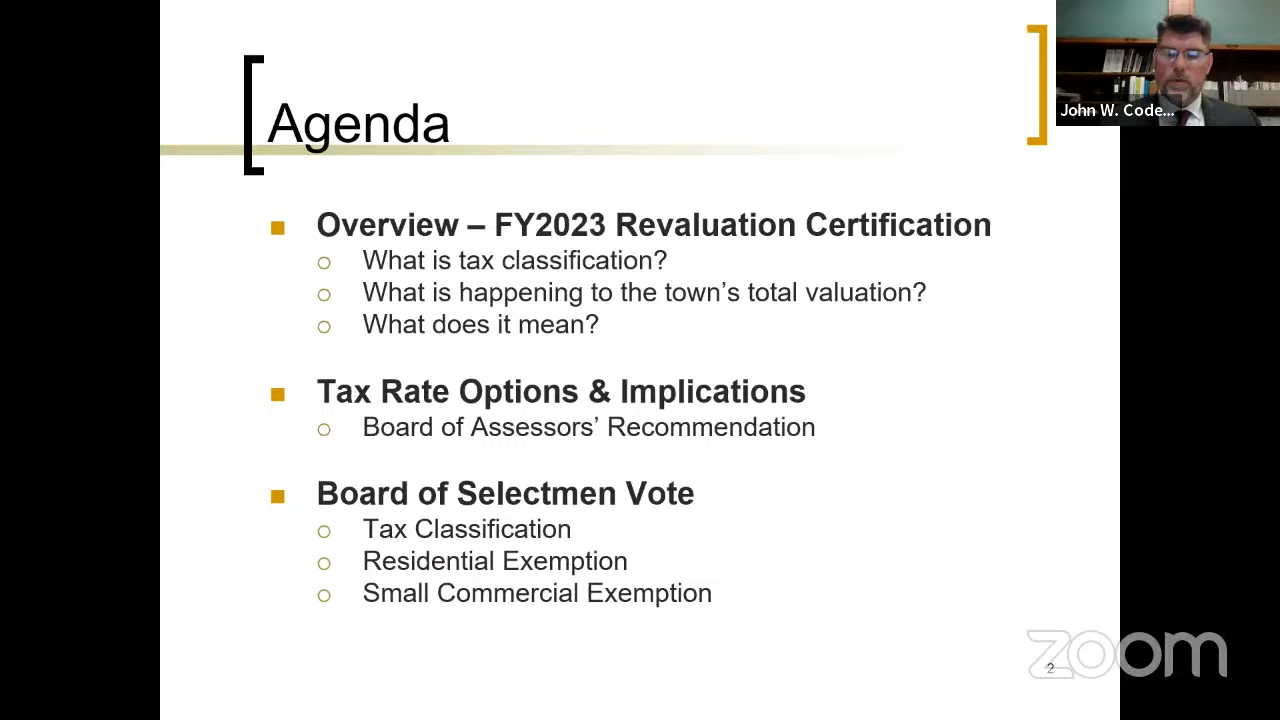 Agenda
John W. Code...
Overview – FY2023 Revaluation Certification
What is tax classification?
What is happening to the town’s total valuation?
What does it mean?
Tax Rate Options & Implications
Board of Assessors’ Recommendation
Board of Selectmen Vote
Tax Classification
Residential Exemption
Small Commercial Exemption
zoom
2